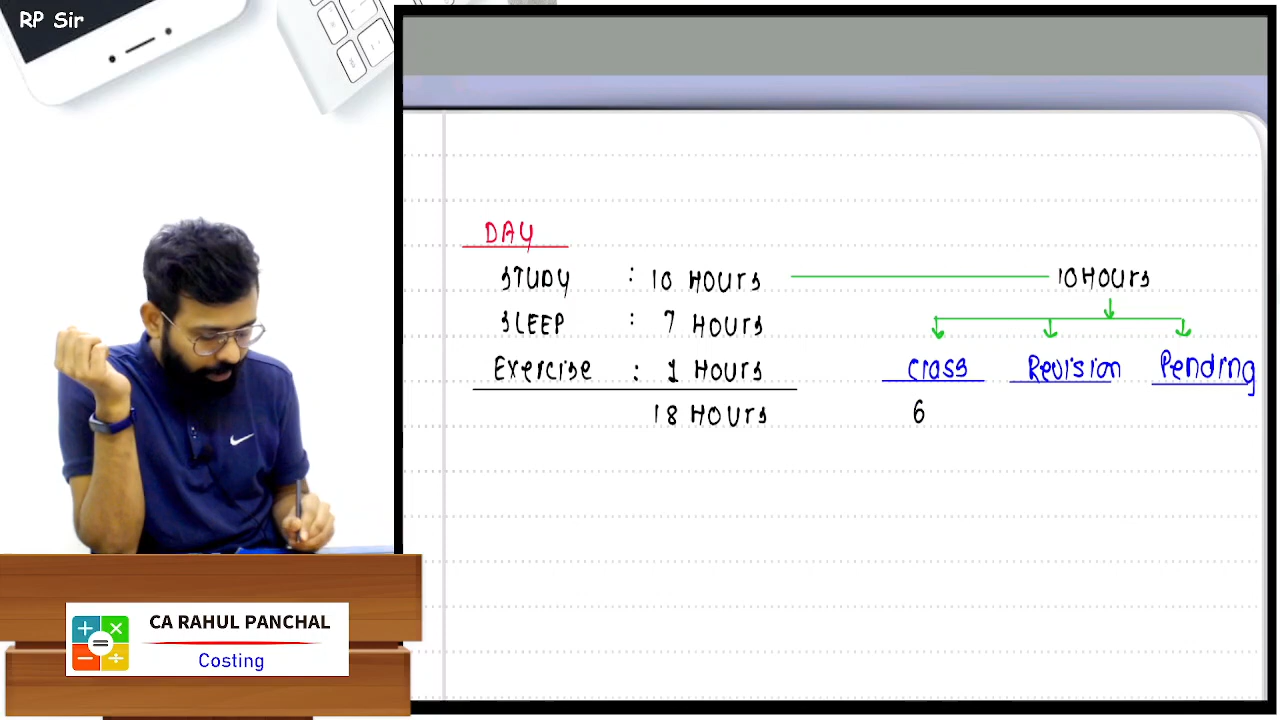 RP Sir
DAY
STUDY : 10 HOURS 10 HOURS
SLEEP : 7 HOURS
Exercise : 1 HOURS Class Revision Pending
18 HOURS 6
CA RAHUL PANCHAL
Costing